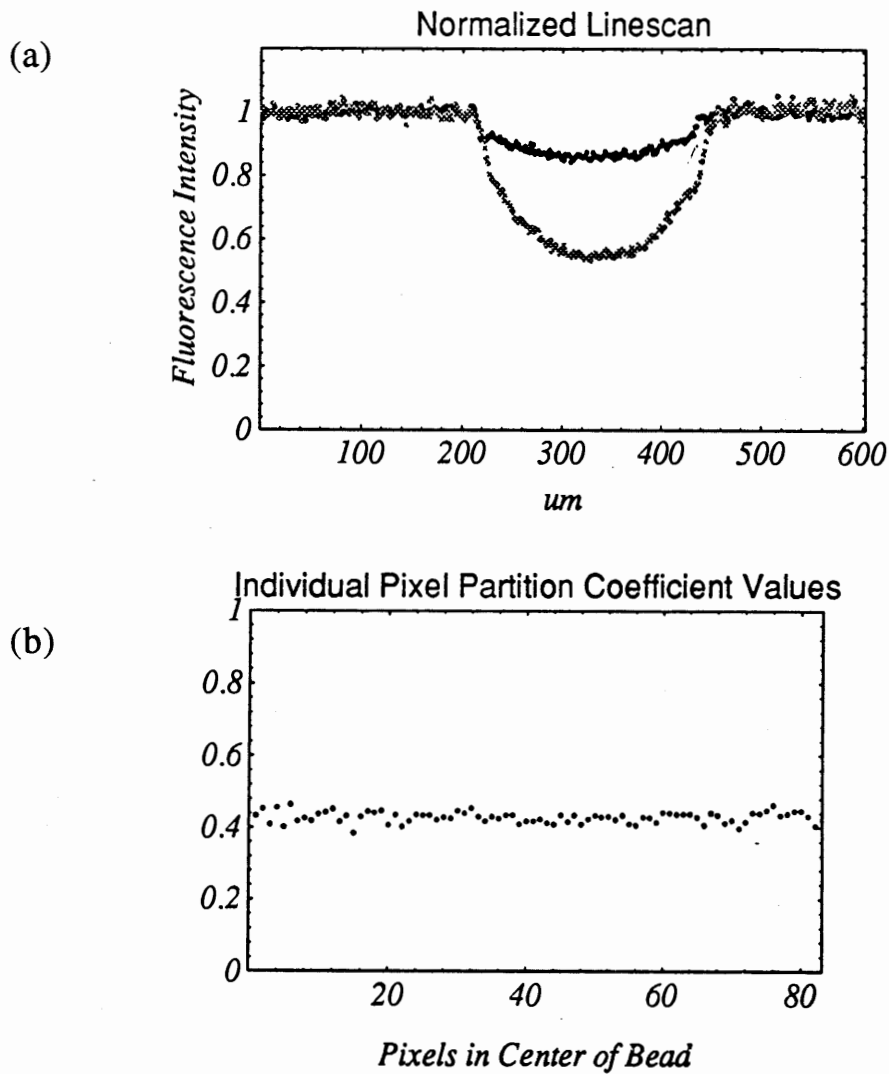 (a)
Normalized Linescan
Fluorescence Intensity
1
0.8
0.6
0.4
0.2
0
100 200 300 400 500 600
um
(b)
Individual Pixel Partition Coefficient Values
1
0.8
0.6
0.4
0.2
0
20 40 60 80
Pixels in Center of Bead